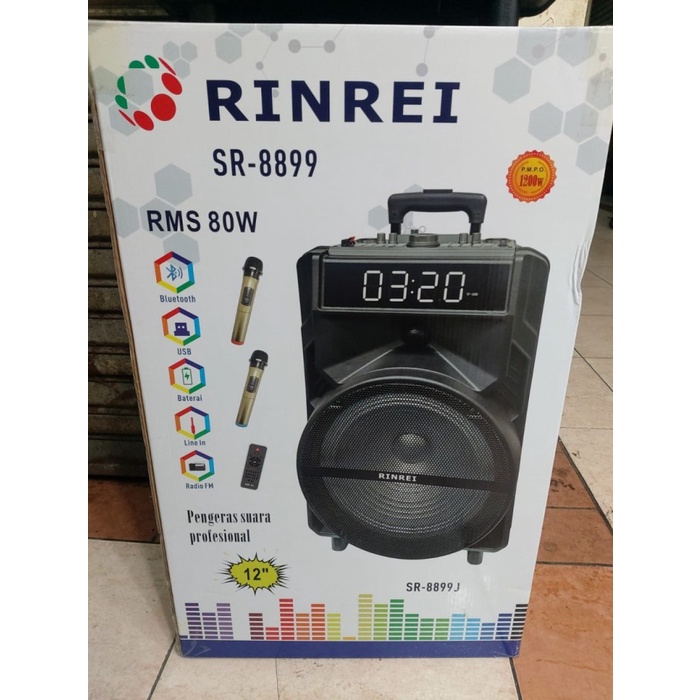 RINREI
SR-8899
P.M.P.O
1200w
RMS 80W
Bluetooth
USB
Baterai
Line In
Radio FM
03:20
RINREI
Pengeras suara
profesional
12"
SR-8899J